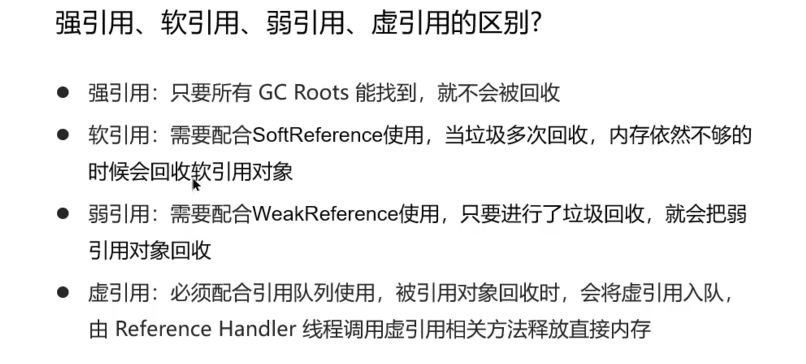 强引用、软引用、弱引用、虚引用的区别?
● 强引用：只要所有 GC Roots 能找到，就不会被回收
● 软引用：需要配合SoftReference使用，当垃圾多次回收，内存依然不够的
时候会回收软引用对象
● 弱引用：需要配合WeakReference使用，只要进行了垃圾回收，就会把弱
引用对象回收
● 虚引用：必须配合引用队列使用，被引用对象回收时，会将虚引用入队，
由 Reference Handler 线程调用虚引用相关方法释放直接内存